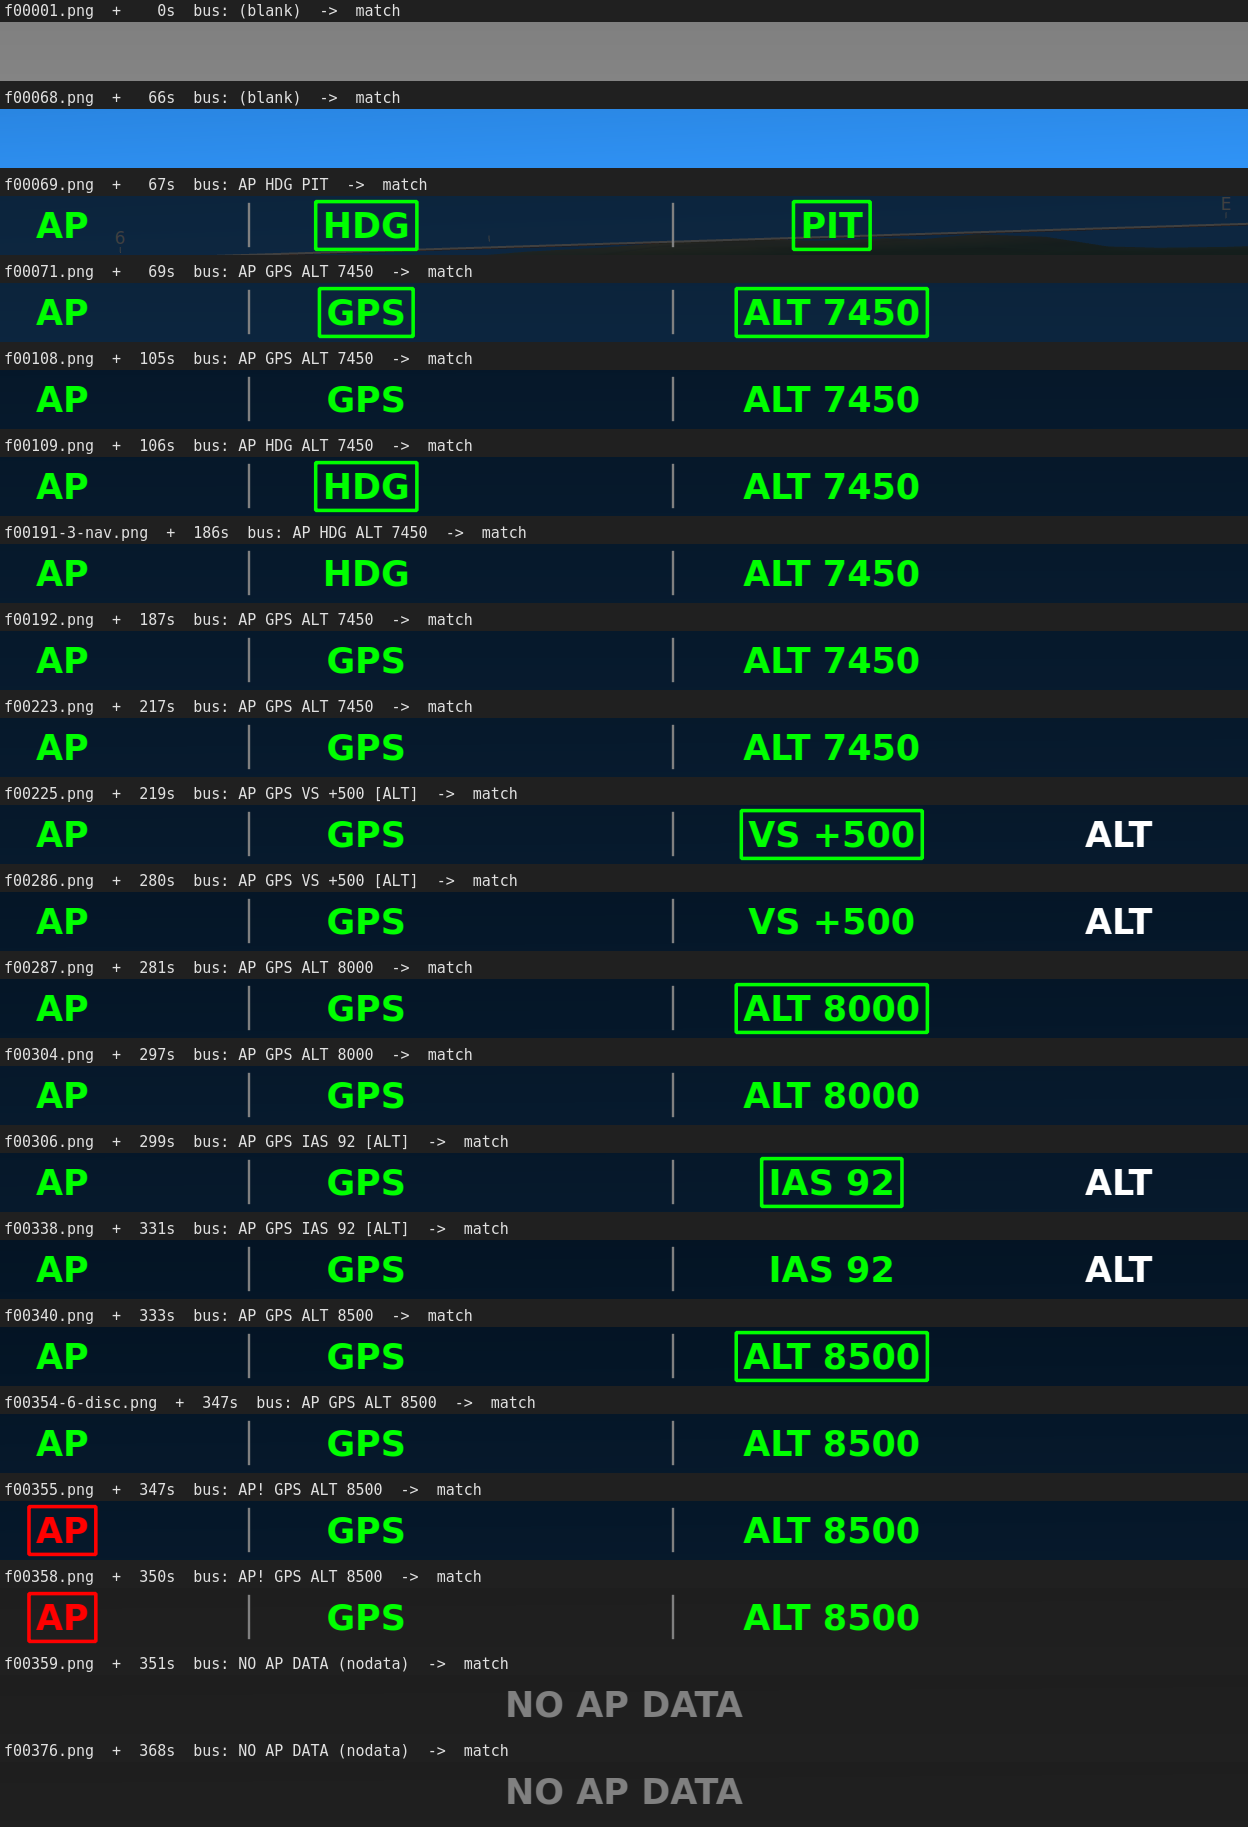 f00001.png  +    0s  bus: (blank)  ->  match
f00068.png  +   66s  bus: (blank)  ->  match
f00069.png  +   67s  bus: AP HDG PIT  ->  match
AP HDG PIT E
6
f00071.png  +   69s  bus: AP GPS ALT 7450  ->  match
AP GPS ALT 7450
f00108.png  +  105s  bus: AP GPS ALT 7450  ->  match
AP GPS ALT 7450
f00109.png  +  106s  bus: AP HDG ALT 7450  ->  match
AP HDG ALT 7450
f00191-3-nav.png  +  186s  bus: AP HDG ALT 7450  ->  match
AP HDG ALT 7450
f00192.png  +  187s  bus: AP GPS ALT 7450  ->  match
AP GPS ALT 7450
f00223.png  +  217s  bus: AP GPS ALT 7450  ->  match
AP GPS ALT 7450
f00225.png  +  219s  bus: AP GPS VS +500 [ALT]  ->  match
AP GPS VS +500 ALT
f00286.png  +  280s  bus: AP GPS VS +500 [ALT]  ->  match
AP GPS VS +500 ALT
f00287.png  +  281s  bus: AP GPS ALT 8000  ->  match
AP GPS ALT 8000
f00304.png  +  297s  bus: AP GPS ALT 8000  ->  match
AP GPS ALT 8000
f00306.png  +  299s  bus: AP GPS IAS 92 [ALT]  ->  match
AP GPS IAS 92 ALT
f00338.png  +  331s  bus: AP GPS IAS 92 [ALT]  ->  match
AP GPS IAS 92 ALT
f00340.png  +  333s  bus: AP GPS ALT 8500  ->  match
AP GPS ALT 8500
f00354-6-disc.png  +  347s  bus: AP GPS ALT 8500  ->  match
AP GPS ALT 8500
f00355.png  +  347s  bus: AP! GPS ALT 8500  ->  match
AP GPS ALT 8500
f00358.png  +  350s  bus: AP! GPS ALT 8500  ->  match
AP GPS ALT 8500
f00359.png  +  351s  bus: NO AP DATA (nodata)  ->  match
NO AP DATA
f00376.png  +  368s  bus: NO AP DATA (nodata)  ->  match
NO AP DATA